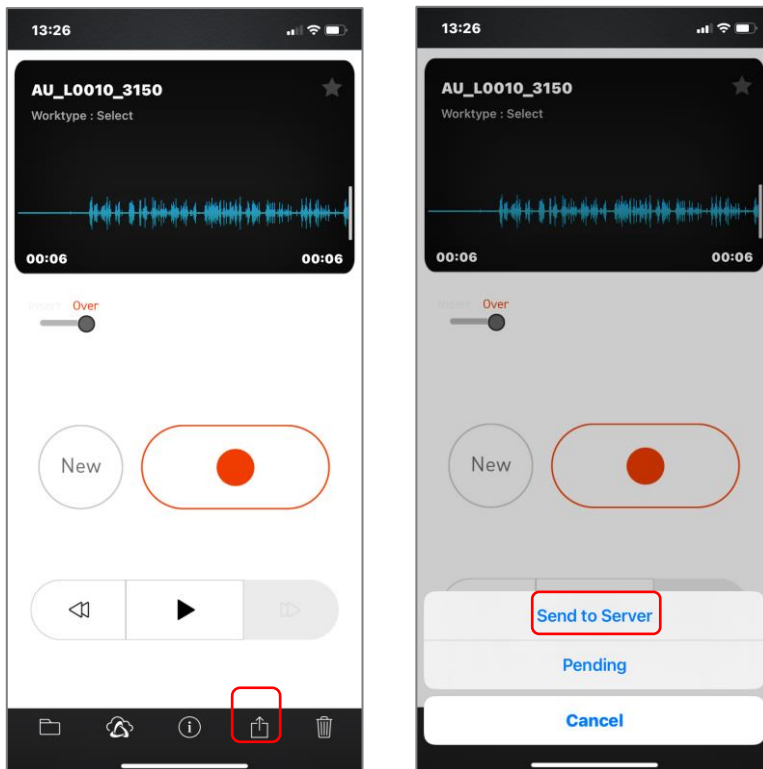 13:26
AU_L0010_3150
Worktype : Select
00:06 00:06
Insert Over
New
13:26
AU_L0010_3150
Worktype : Select
00:06 00:06
Insert Over
New
Send to Server
Pending
Cancel